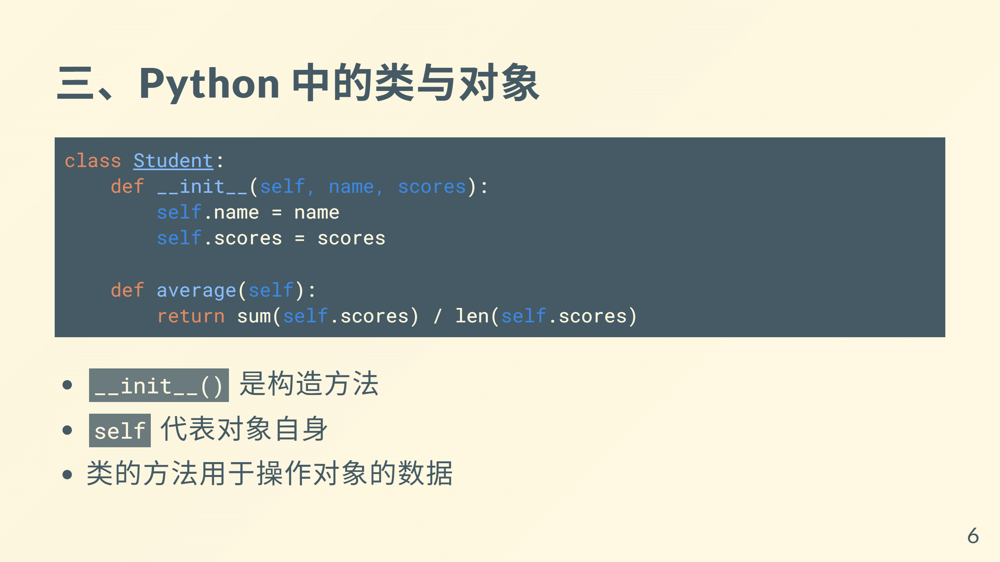 三、Python 中的类与对象
class Student:
    def __init__(self, name, scores):
        self.name = name
        self.scores = scores

    def average(self):
        return sum(self.scores) / len(self.scores)
• __init__() 是构造方法
• self 代表对象自身
• 类的方法用于操作对象的数据
6